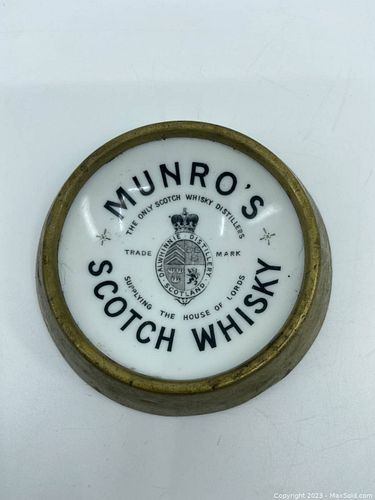 MUNRO'S
THE ONLY SCOTCH WHISKY DISTILLERS
DALWHINNIE DISTILLERY
TRADE MARK
SCOTLAND
SUPPLYING THE HOUSE OF LORDS
SCOTCH WHISKY
Copyright 2023 - MaxSold.com